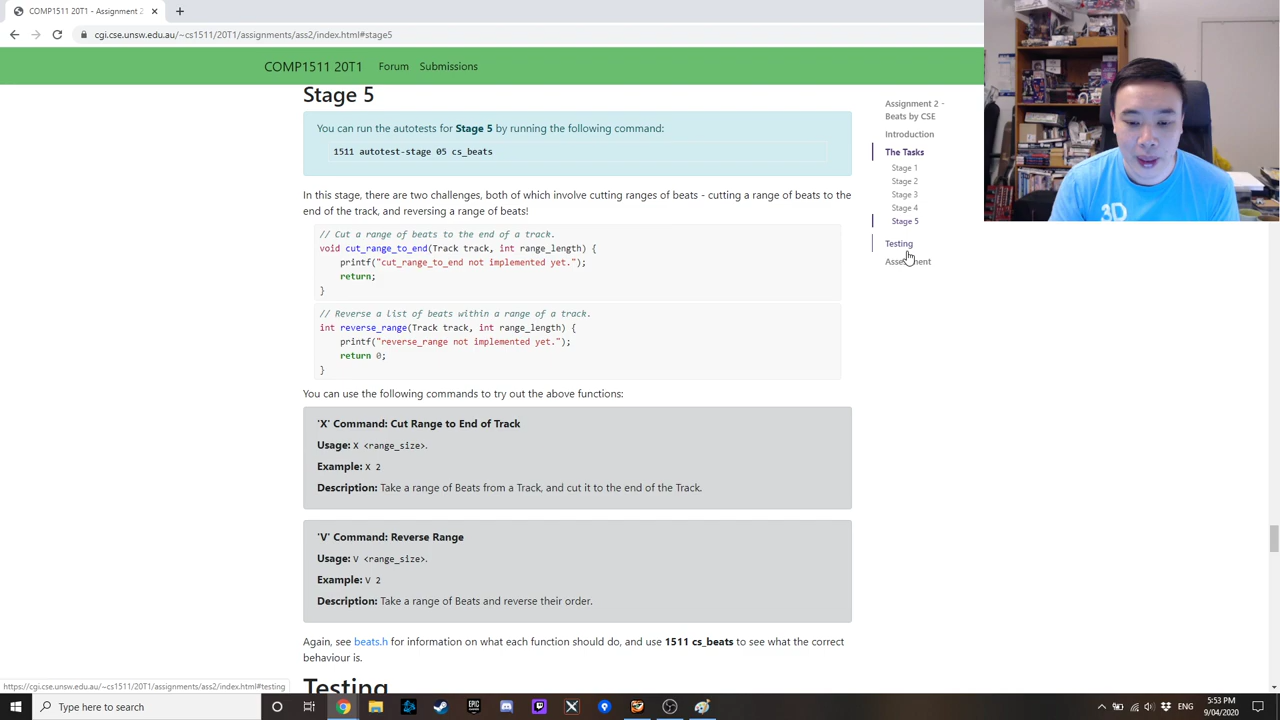 COMP1511 20T1 - Assignment 2
cgi.cse.unsw.edu.au/~cs1511/20T1/assignments/ass2/index.html#stage5
COMP1511 20T1 Forum Submissions
Stage 5
You can run the autotests for Stage 5 by running the following command:
1511 autotest-stage 05 cs_beats
In this stage, there are two challenges, both of which involve cutting ranges of beats - cutting a range of beats to the
end of the track, and reversing a range of beats!
// Cut a range of beats to the end of a track.
void cut_range_to_end(Track track, int range_length) {
printf("cut_range_to_end not implemented yet.");
return;
}
// Reverse a list of beats within a range of a track.
int reverse_range(Track track, int range_length) {
printf("reverse_range not implemented yet.");
return 0;
}
You can use the following commands to try out the above functions:
'X' Command: Cut Range to End of Track
Usage: X <range_size>.
Example: X 2
Description: Take a range of Beats from a Track, and cut it to the end of the Track.
'V' Command: Reverse Range
Usage: V <range_size>.
Example: V 2
Description: Take a range of Beats and reverse their order.
Again, see beats.h for information on what each function should do, and use 1511 cs_beats to see what the correct
behaviour is.
Testing
Assignment 2 -
Beats by CSE
Introduction
The Tasks
Stage 1
Stage 2
Stage 3
Stage 4
Stage 5
Testing
Assessment
3D
https://cgi.cse.unsw.edu.au/~cs1511/20T1/assignments/ass2/index.html#testing
Type here to search
5:53 PM
9/04/2020